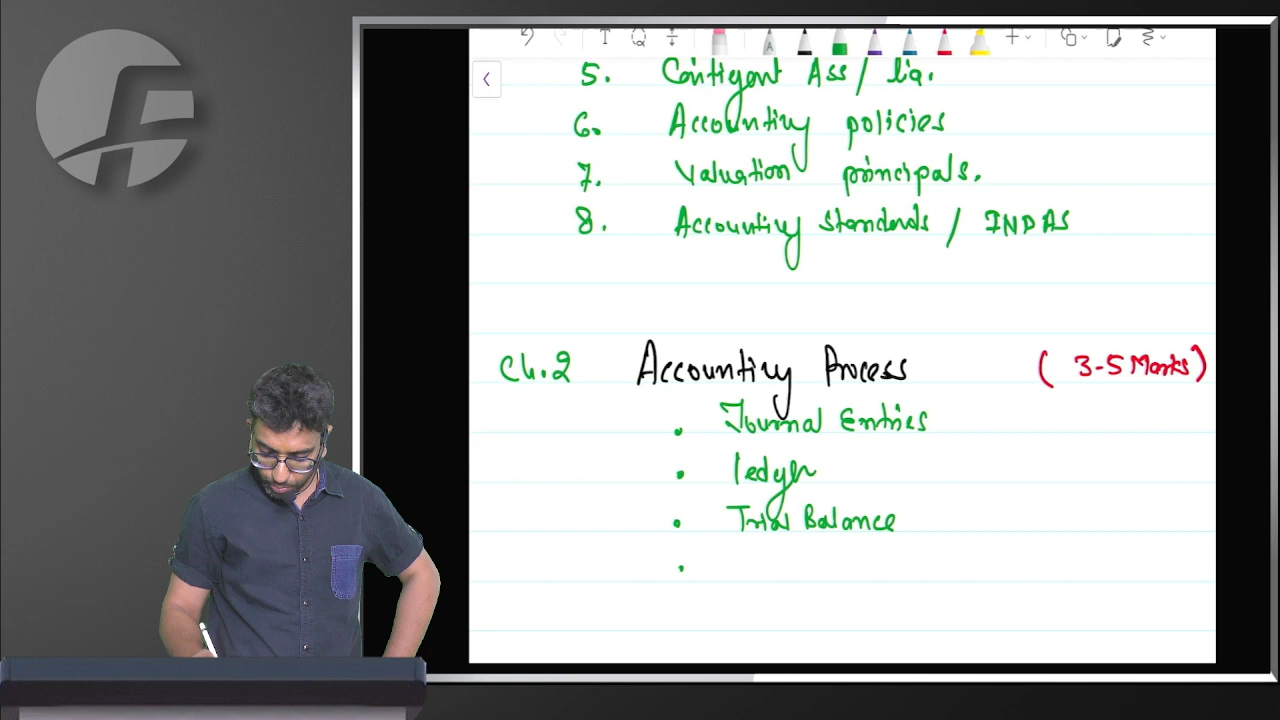 5. Contigent Ass / lia.
6. Accounting policies
7. Valuation principals.
8. Accounting standards / INDAS
Ch.2 Accounting Process (3-5 Marks)
• Journal Entries
• ledger
• Trial Balance
•